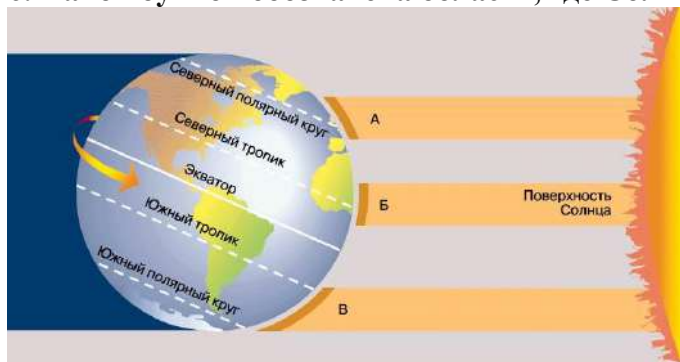 Северный полярный круг
А
Северный тропик
Экватор
Б
Поверхность
Солнца
Южный тропик
Южный полярный круг
В